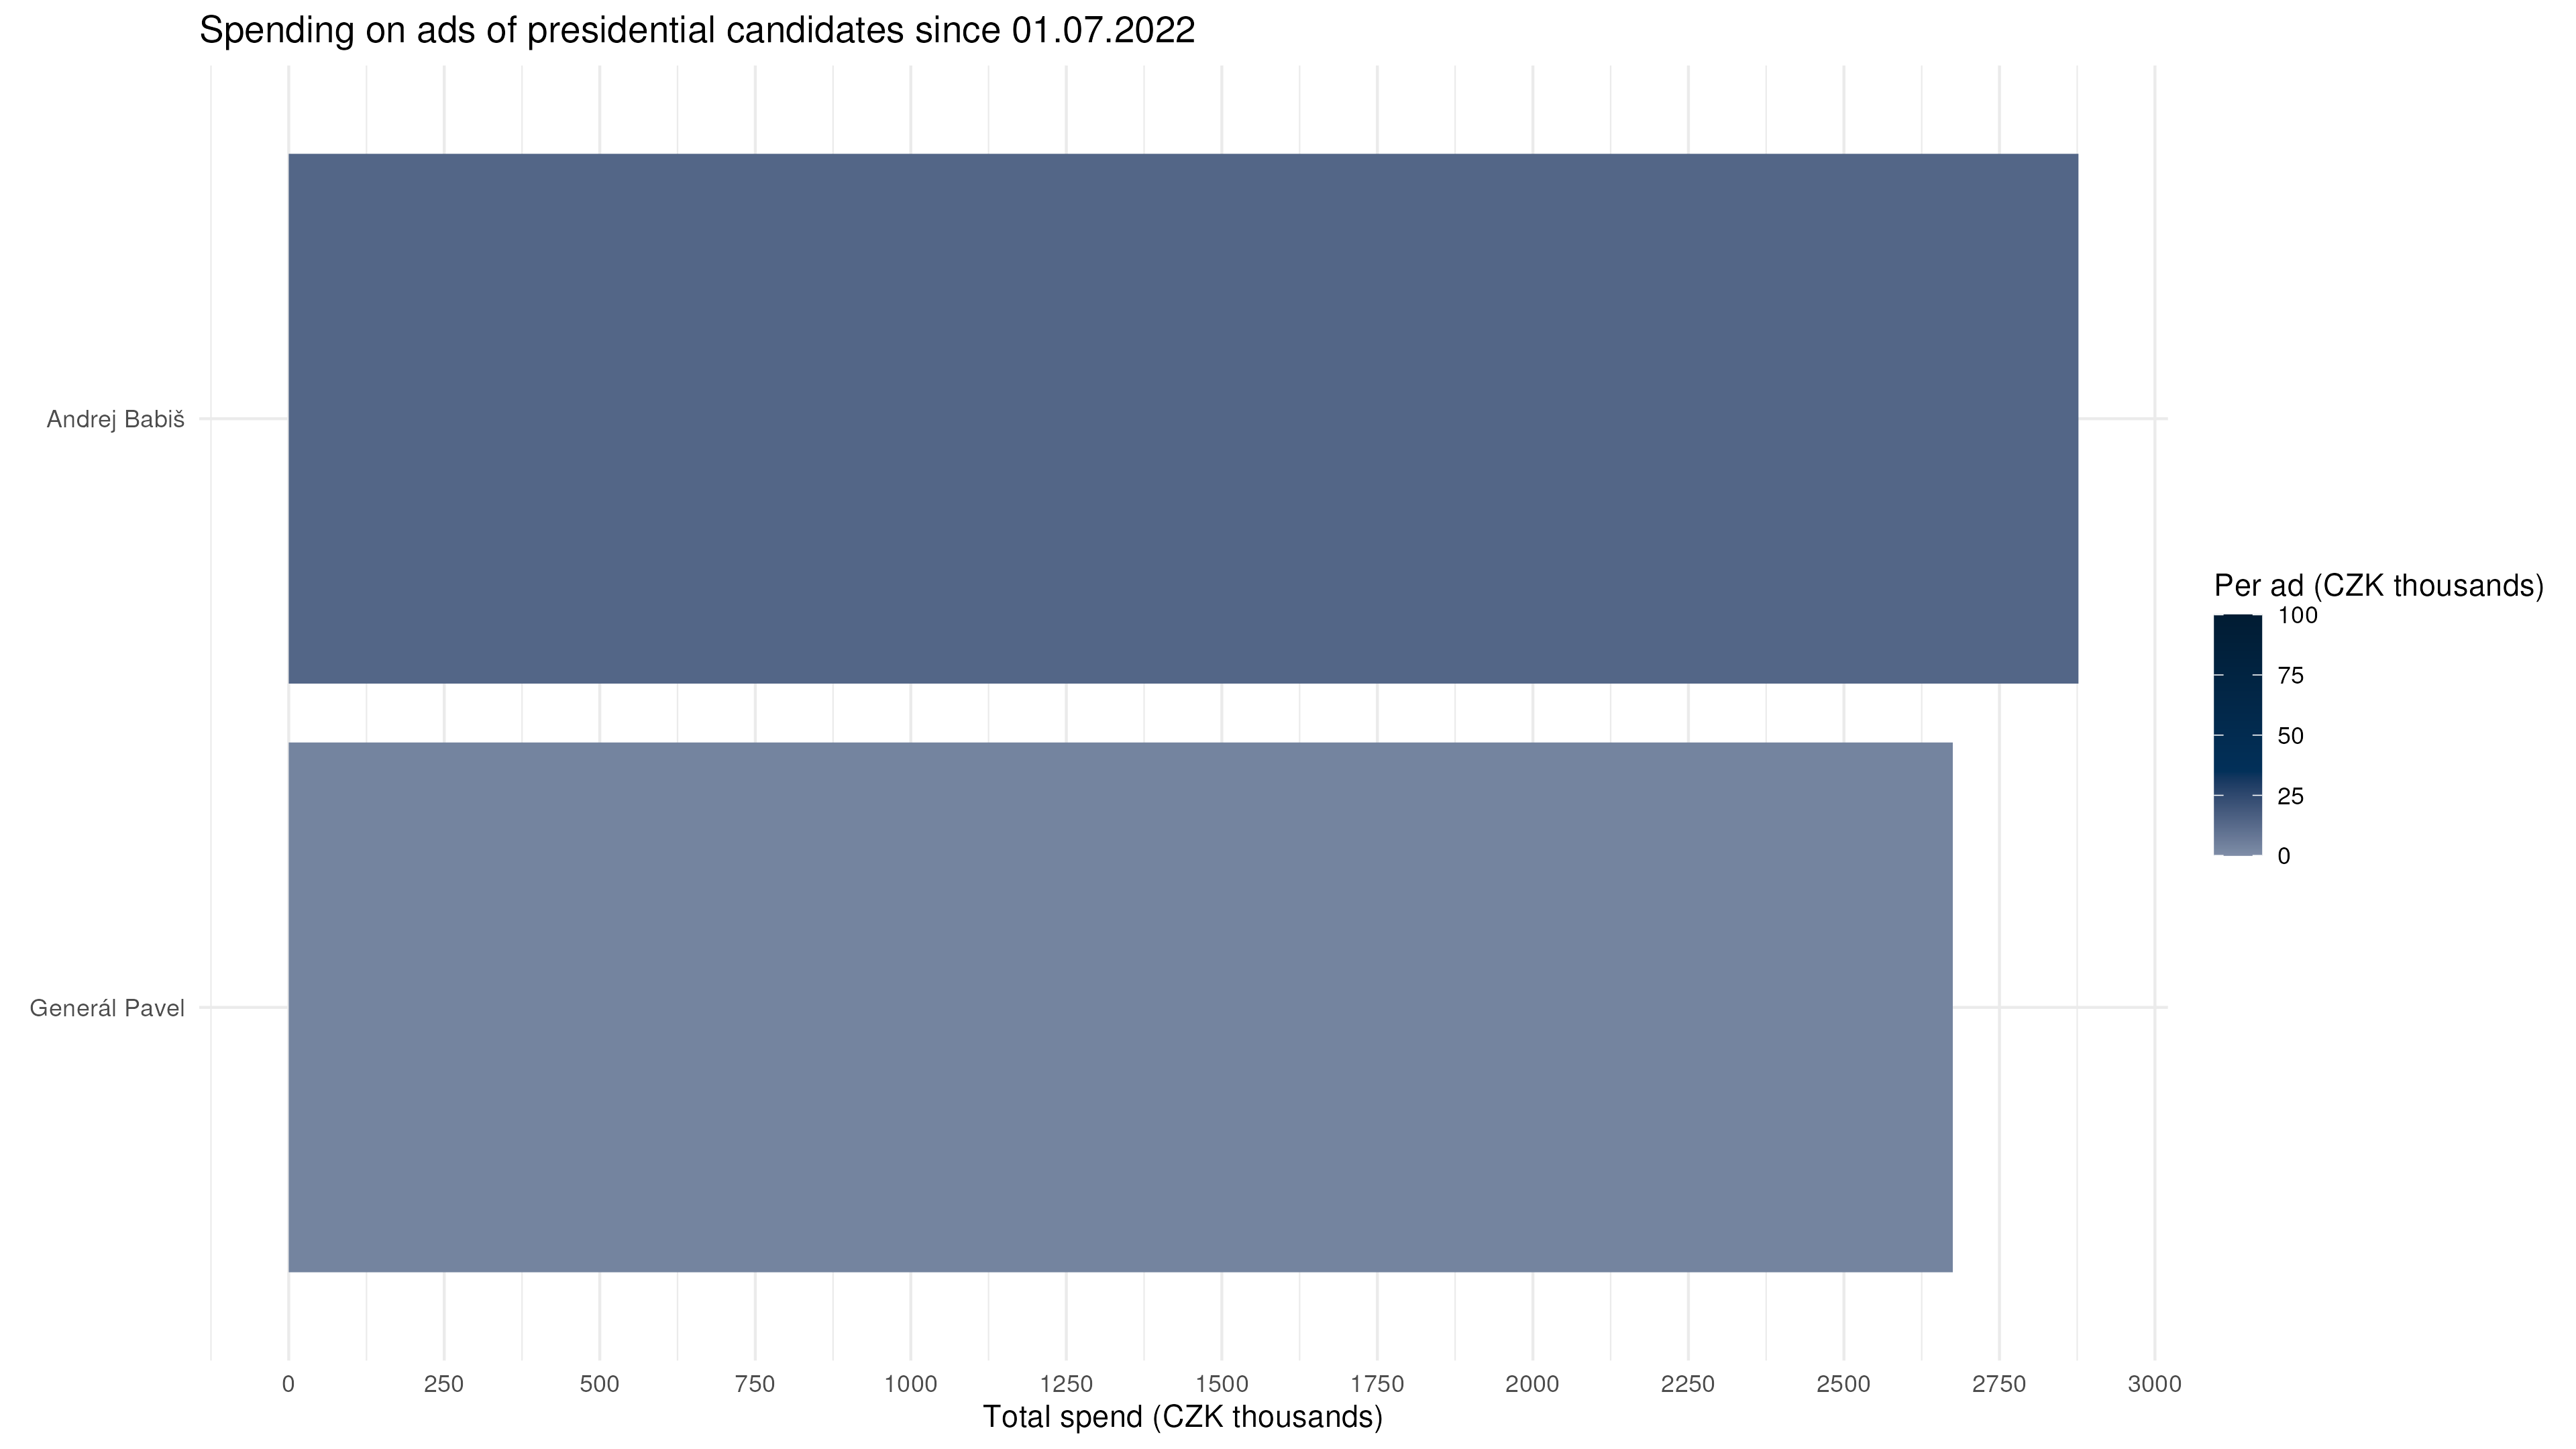 Spending on ads of presidential candidates since 01.07.2022
Andrej Babiš
Generál Pavel
Per ad (CZK thousands)
100
75
50
25
0
0 250 500 750 1000 1250 1500 1750 2000 2250 2500 2750 3000
Total spend (CZK thousands)